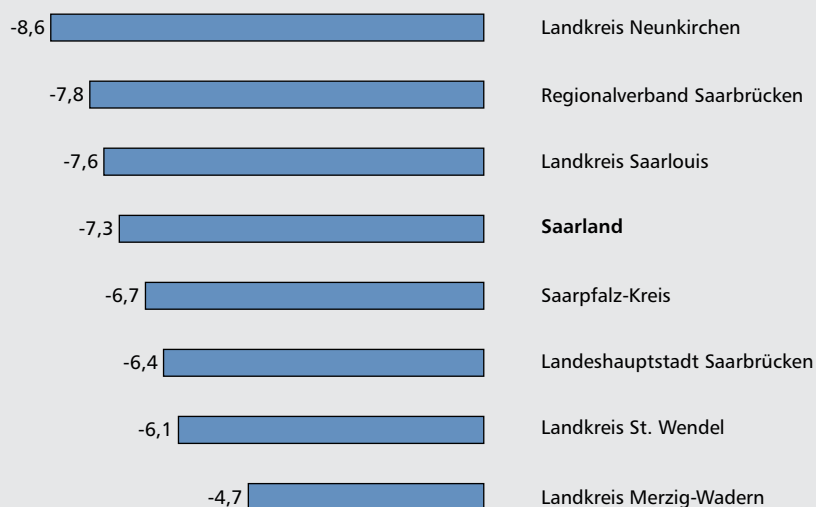 -8,6 Landkreis Neunkirchen
-7,8 Regionalverband Saarbrücken
-7,6 Landkreis Saarlouis
-7,3 Saarland
-6,7 Saarpfalz-Kreis
-6,4 Landeshauptstadt Saarbrücken
-6,1 Landkreis St. Wendel
-4,7 Landkreis Merzig-Wadern